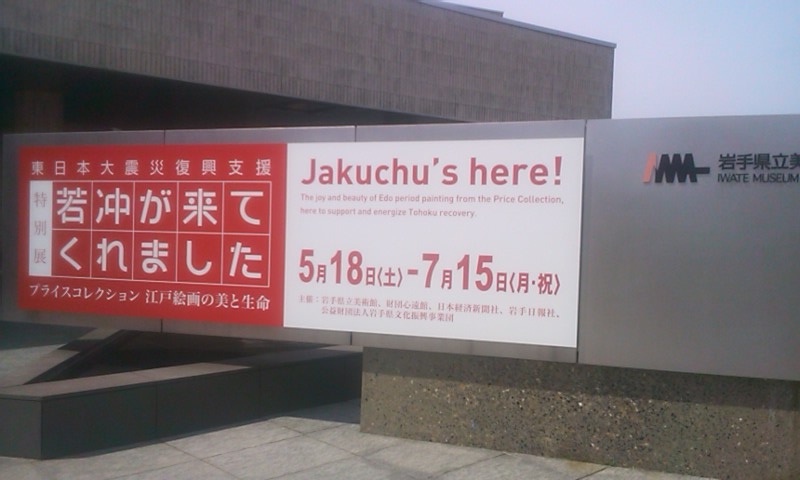 東日本大震災復興支援
特別展
若冲が来て
くれました
プライスコレクション 江戸絵画の美と生命
Jakuchu's here!
The joy and beauty of Edo period painting from the Price Collection,
here to support and energize Tohoku recovery.
5月18日〈土〉-7月15日〈月·祝〉
主催：岩手県立美術館、財団心遠館、日本経済新聞社、岩手日報社、
公益財団法人岩手県文化振興事業団
岩手県立美
IWATE MUSEUM